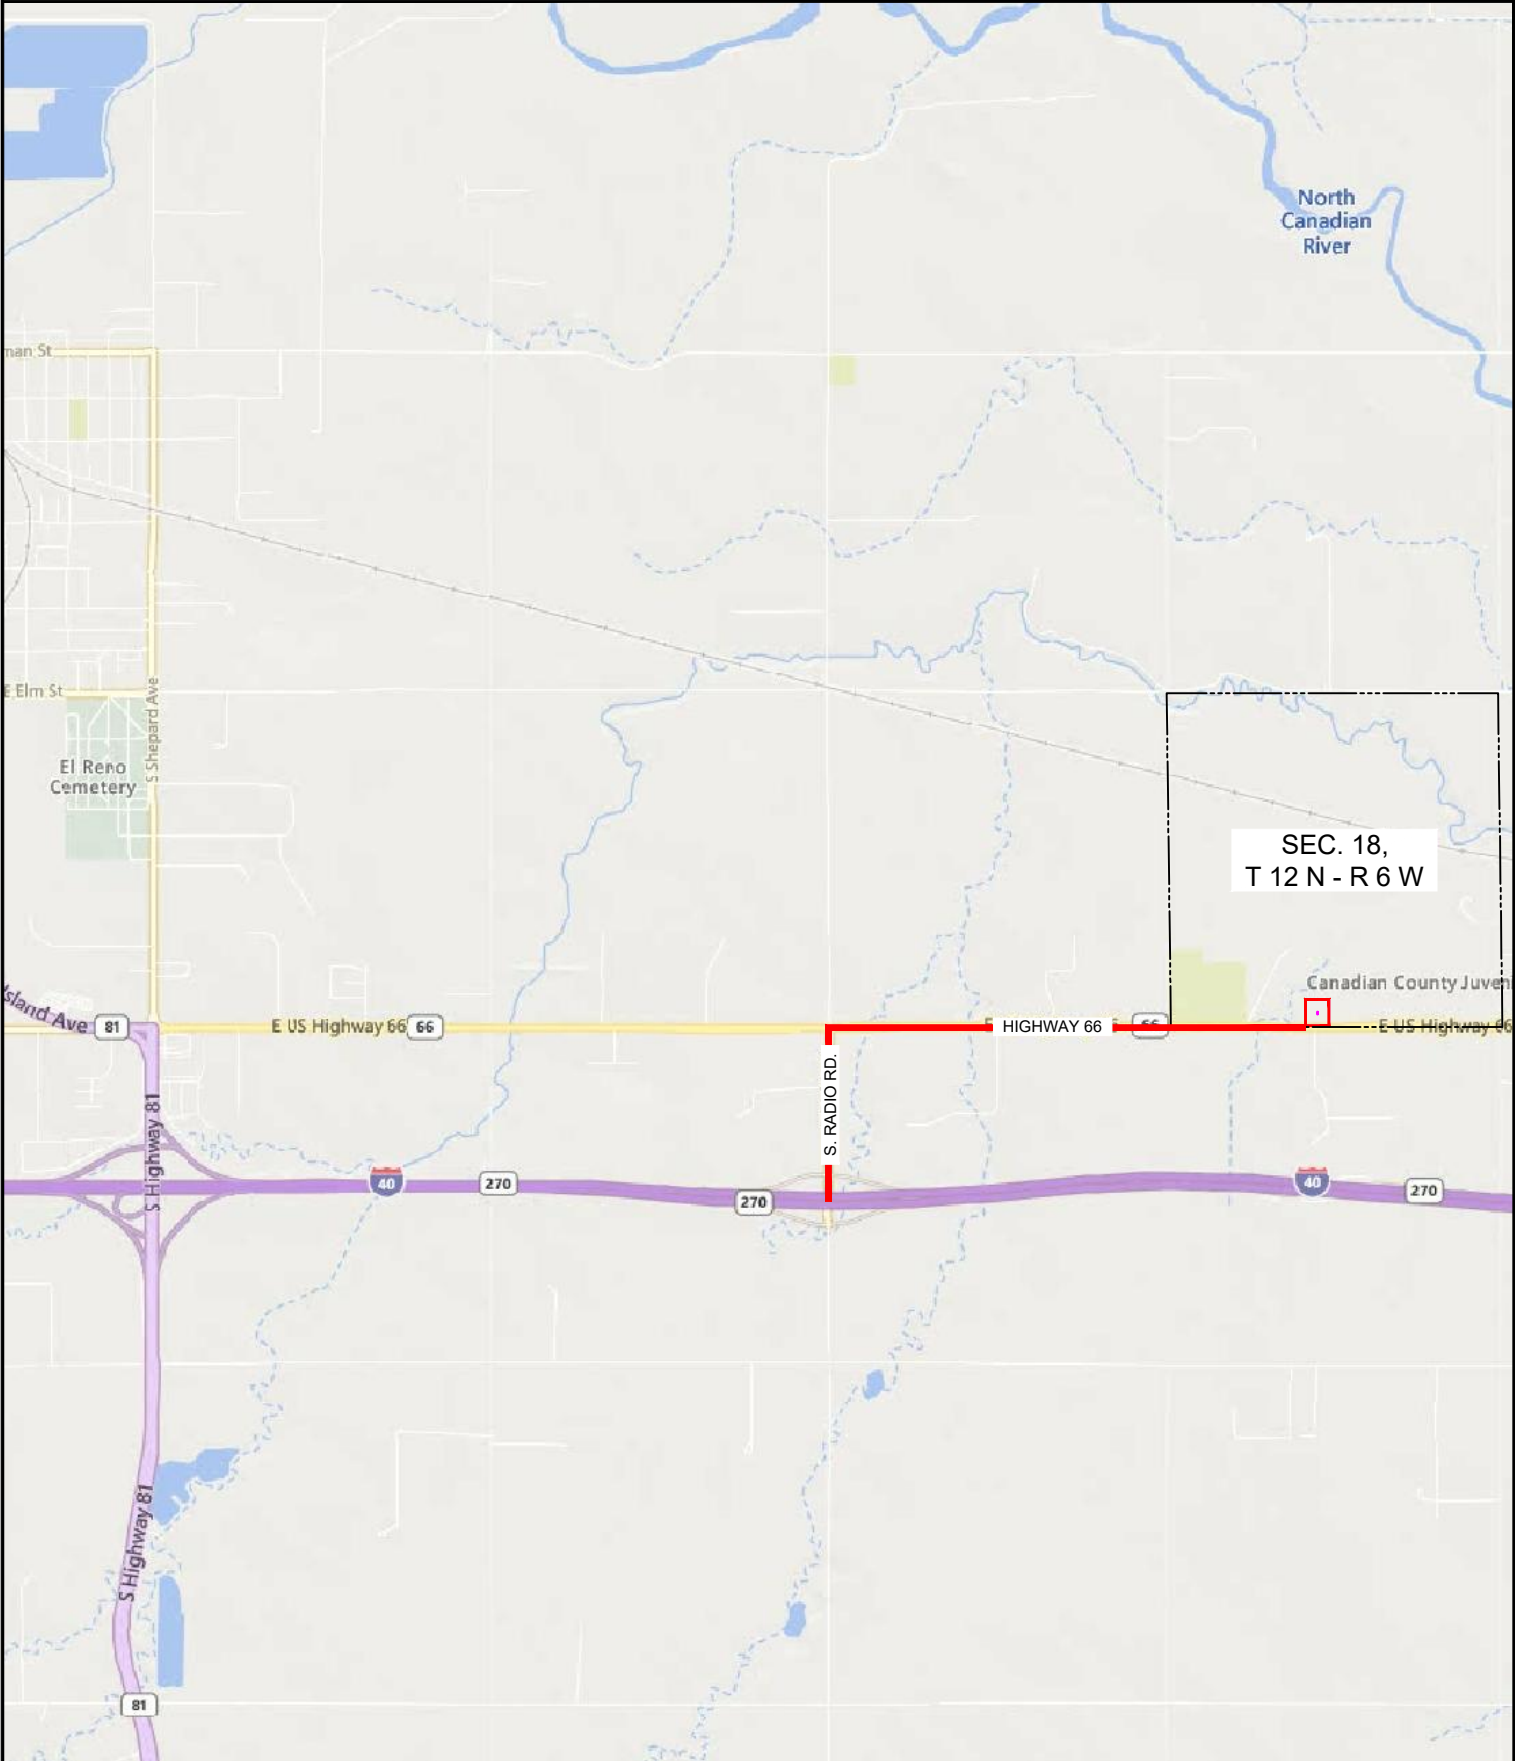 North
Canadian
River
man St
E Elm St
S Shepard Ave
El Reno
Cemetery
SEC. 18,
T 12 N - R 6 W
Canadian County Juven
Island Ave
81
E US Highway 66
66
HIGHWAY 66
66
E US Highway 66
S. RADIO RD.
S Highway 81
40
270
270
40
270
S Highway 81
81